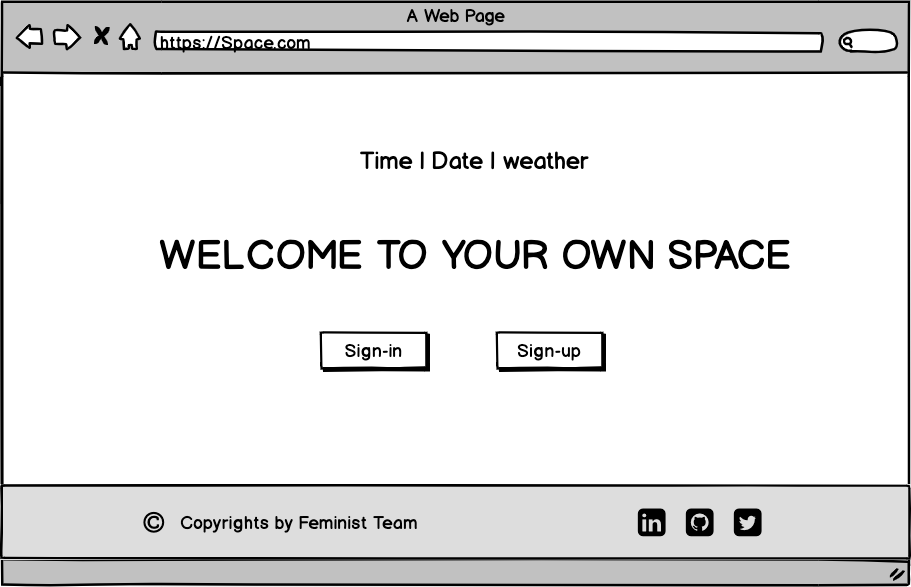 A Web Page
https://Space.com
Time | Date | weather
WELCOME TO YOUR OWN SPACE
Sign-in
Sign-up
© Copyrights by Feminist Team
in